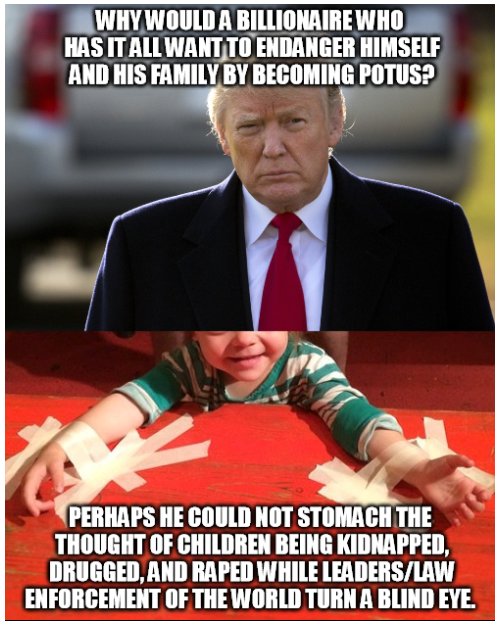 WHY WOULD A BILLIONAIRE WHO
HAS IT ALL WANT TO ENDANGER HIMSELF
AND HIS FAMILY BY BECOMING POTUS?
PERHAPS HE COULD NOT STOMACH THE
THOUGHT OF CHILDREN BEING KIDNAPPED,
DRUGGED, AND RAPED WHILE LEADERS/LAW
ENFORCEMENT OF THE WORLD TURN A BLIND EYE.